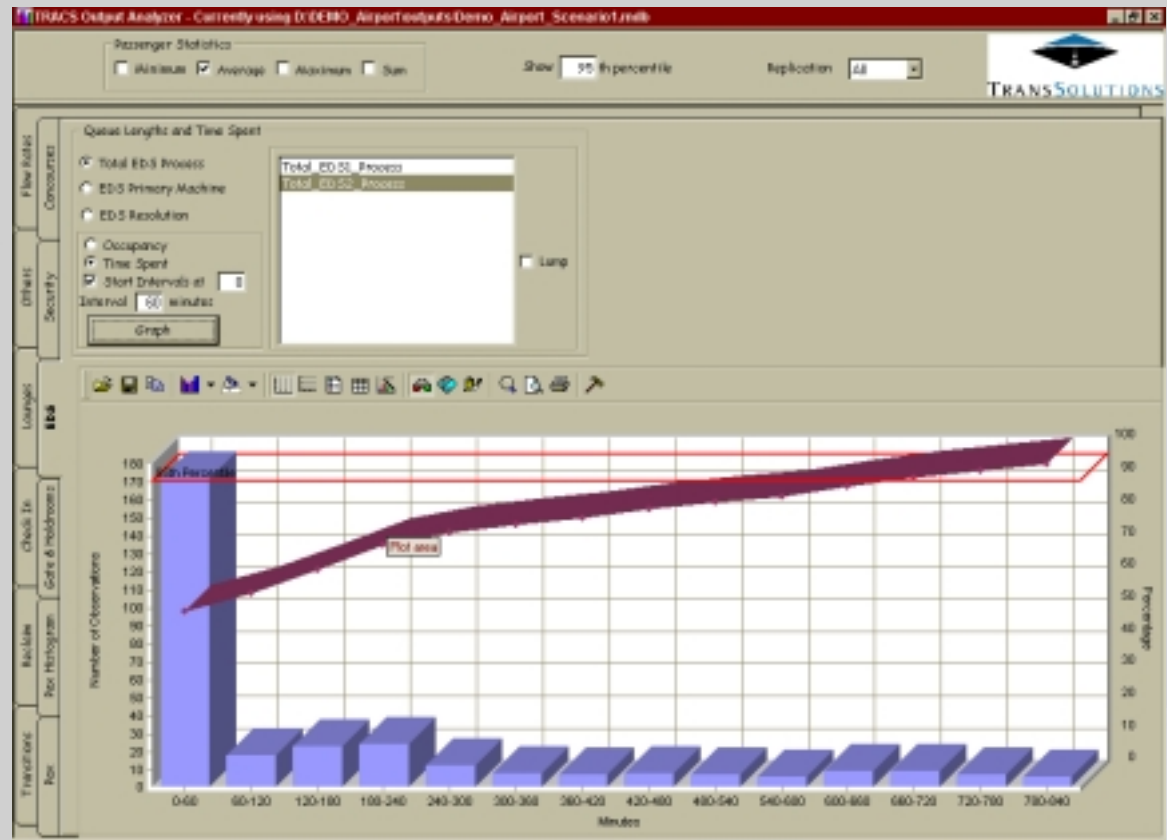 TRACS Output Analyzer - Currently using D:\DEMO_Airport\outputs\Demo_Airport_Scenario1.mdb
Passenger Statistics
Minimum Average Maximum Sum
Show 95 th percentile
Replication All
TRANSSOLUTIONS
Flow Rates
Concourses
Others
Security
Lounges
EDS
Check In
Gate & Holdrooms
Reclaim
Pax Histogram
Transitions
Pax
Queue Lengths and Time Spent
Total EDS Process
EDS Primary Machine
EDS Resolution
Occupancy
Time Spent
Start Intervals at 0
Interval 60 minutes
Graph
Total_EDS1_Process
Total_EDS2_Process
Lump
Percentile
Plot area
Number of Observations
180
170
160
150
140
130
120
110
100
90
80
70
60
50
40
30
20
10
0
100
90
80
70
60
50
40
30
20
10
0
Percentage
0-60 60-120 120-180 180-240 240-300 300-360 360-420 420-480 480-540 540-600 600-660 660-720 720-780 780-840
Minutes